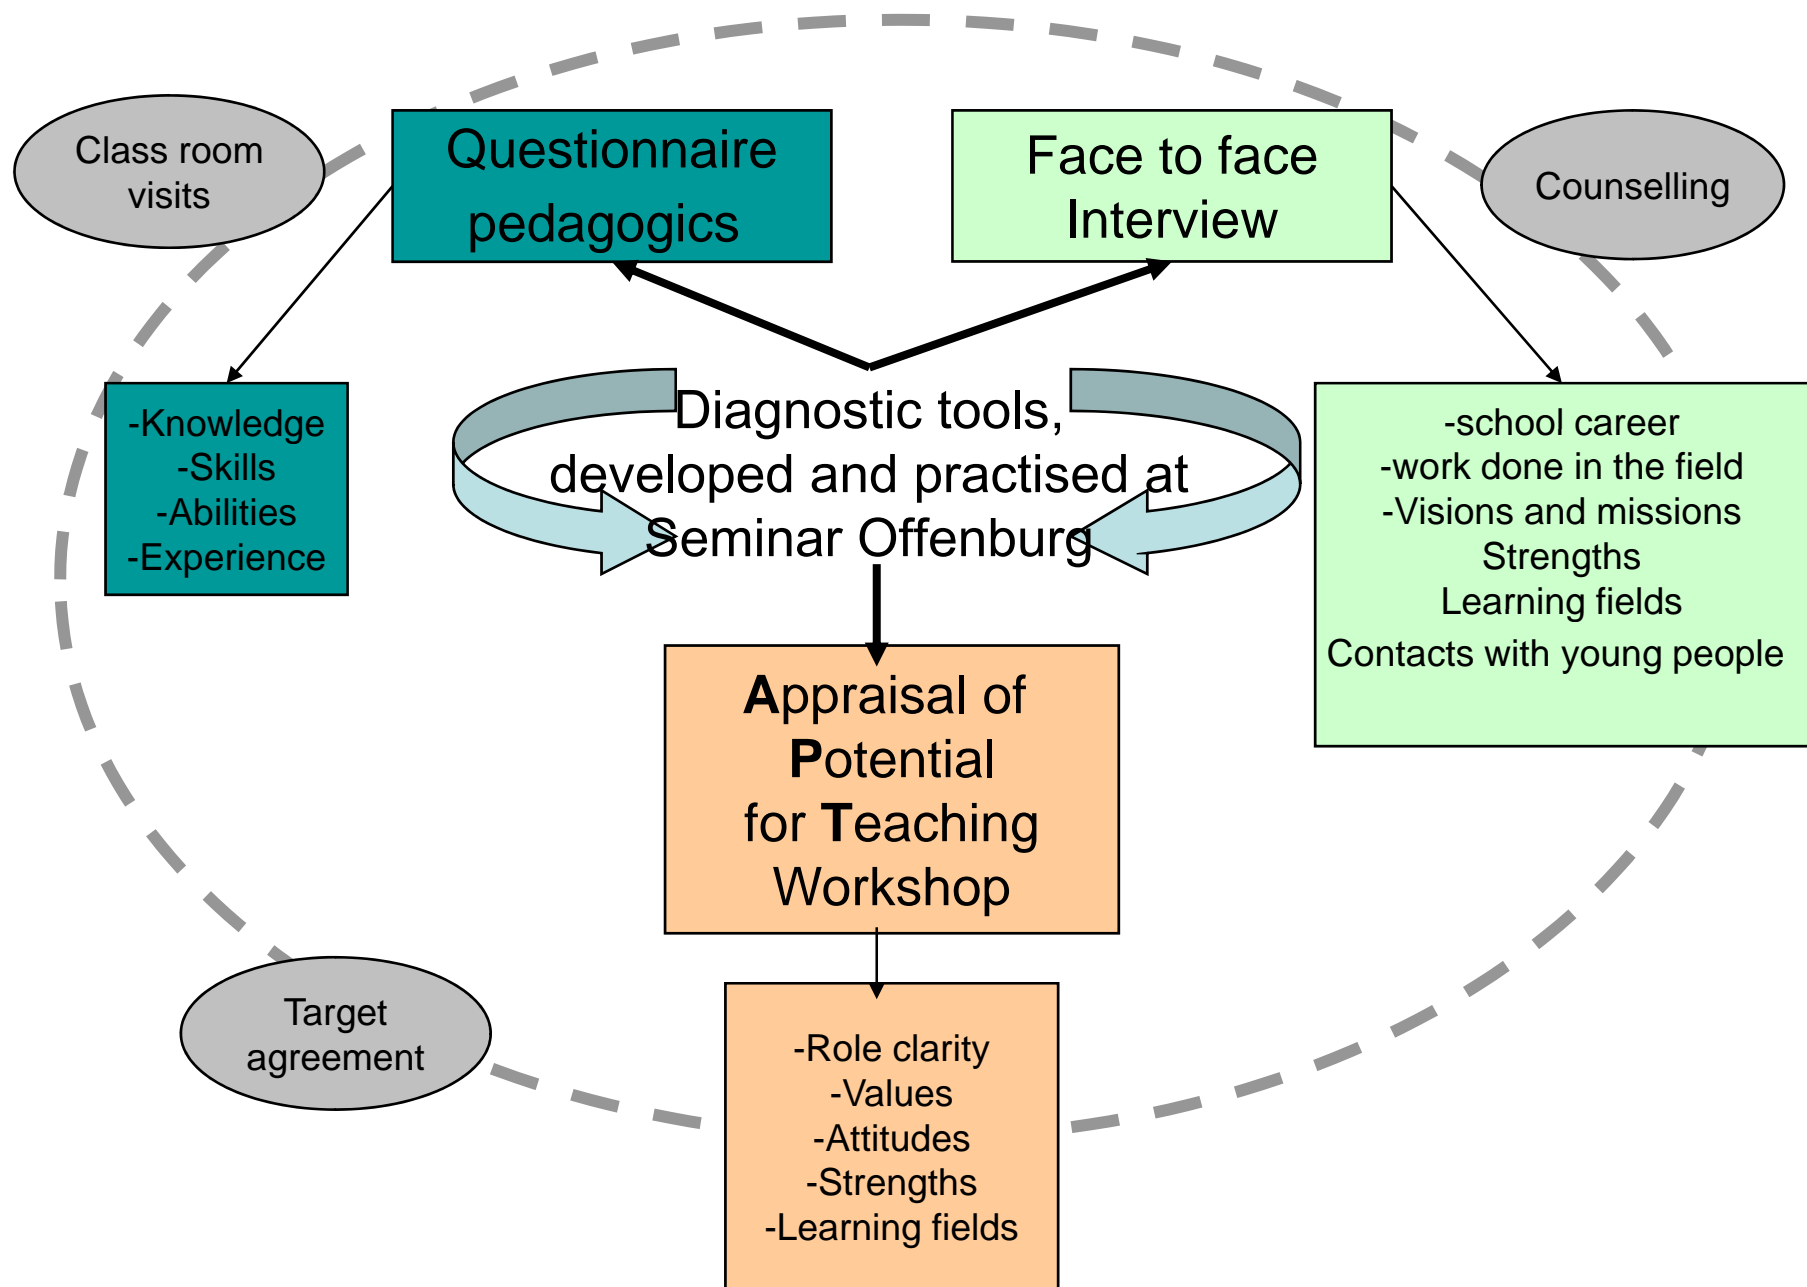 Class room
visits
Questionnaire
pedagogics
Face to face
Interview
Counselling
-Knowledge
-Skills
-Abilities
-Experience
Diagnostic tools,
developed and practised at
Seminar Offenburg
-school career
-work done in the field
-Visions and missions
Strengths
Learning fields
Contacts with young people
Appraisal of
Potential
for Teaching
Workshop
Target
agreement
-Role clarity
-Values
-Attitudes
-Strengths
-Learning fields